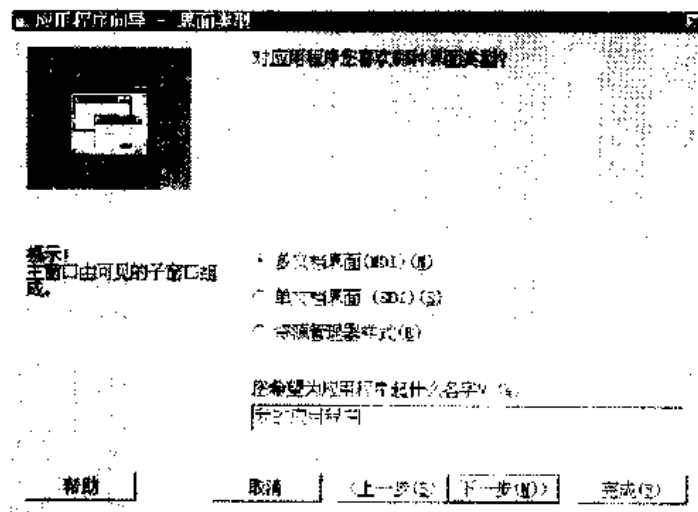 应用程序向导 - 界面类型
对应用程序您喜欢哪种界面类型?
提示:
主窗口由可见的子窗口组
成。
多文档界面(MDI)(M)
单文档界面 (SDI)(S)
资源管理器样式(E)
您希望为应用程序起什么名字?
帮助
取消
<上一步(S)
下一步(N)>
完成(F)